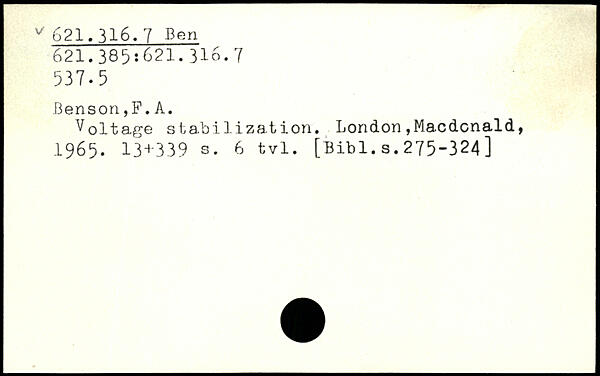 v 621.316.7 Ben
621.385:621.316.7
537.5
Benson,F.A.
Voltage stabilization. London,Macdonald,
1965. 13+339 s. 6 tvl. [Bibl.s.275-324]